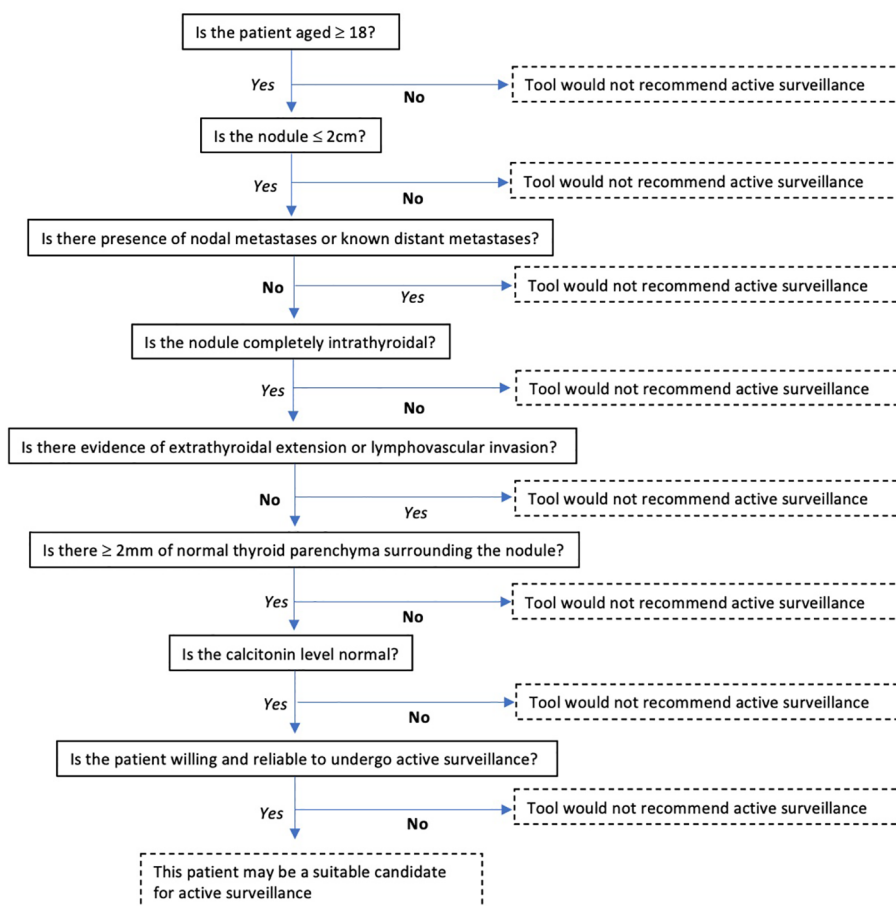 Is the patient aged ≥ 18?
Yes
No
Tool would not recommend active surveillance
Is the nodule ≤ 2cm?
Yes
No
Tool would not recommend active surveillance
Is there presence of nodal metastases or known distant metastases?
No
Yes
Tool would not recommend active surveillance
Is the nodule completely intrathyroidal?
Yes
No
Tool would not recommend active surveillance
Is there evidence of extrathyroidal extension or lymphovascular invasion?
No
Yes
Tool would not recommend active surveillance
Is there ≥ 2mm of normal thyroid parenchyma surrounding the nodule?
Yes
No
Tool would not recommend active surveillance
Is the calcitonin level normal?
Yes
No
Tool would not recommend active surveillance
Is the patient willing and reliable to undergo active surveillance?
Yes
No
Tool would not recommend active surveillance
This patient may be a suitable candidate
for active surveillance